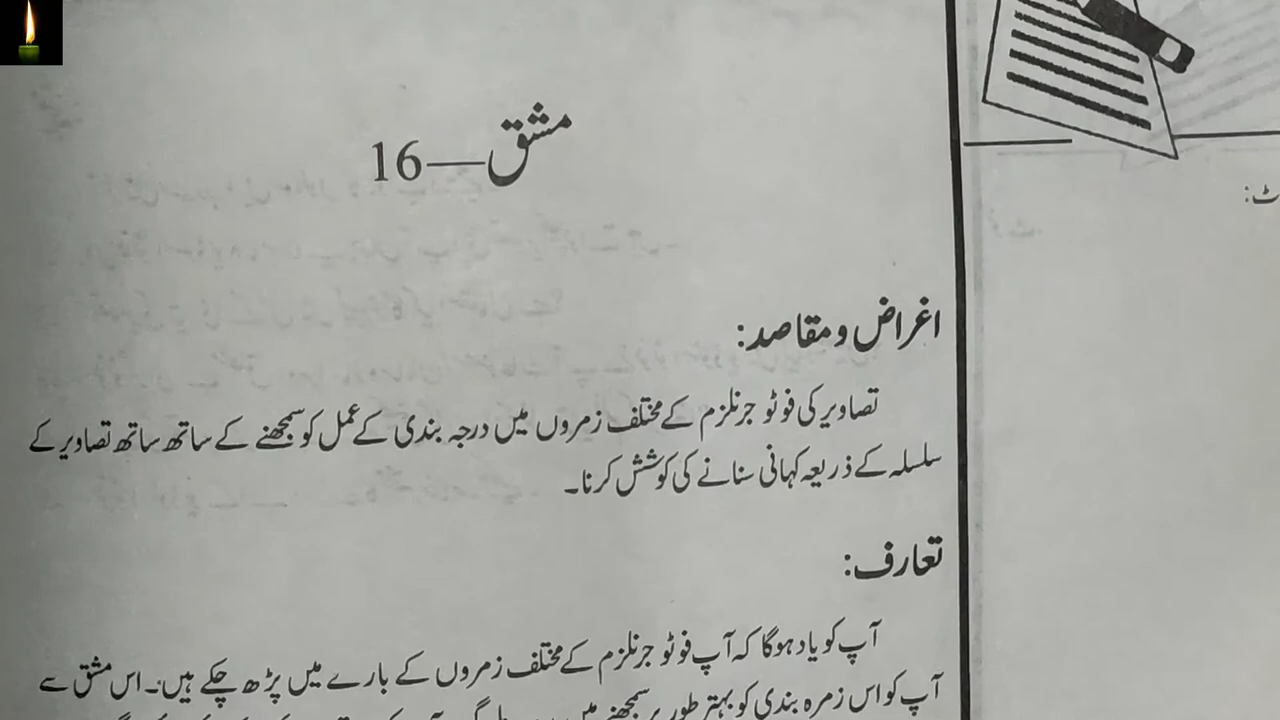 مشق—16
اغراض و مقاصد:
تصاویر کی فوٹو جرنلزم کے مختلف زمروں میں درجہ بندی کے عمل کو سمجھنے کے ساتھ ساتھ تصاویر کے
سلسلہ کے ذریعہ کہانی سنانے کی کوشش کرنا۔
تعارف:
آپ کو یاد ہوگا کہ آپ فوٹو جرنلزم کے مختلف زمروں کے بارے میں پڑھ چکے ہیں۔ اس مشق سے
آپ کو اس زمرہ بندی کو بہتر طور پر سمجھنے میں